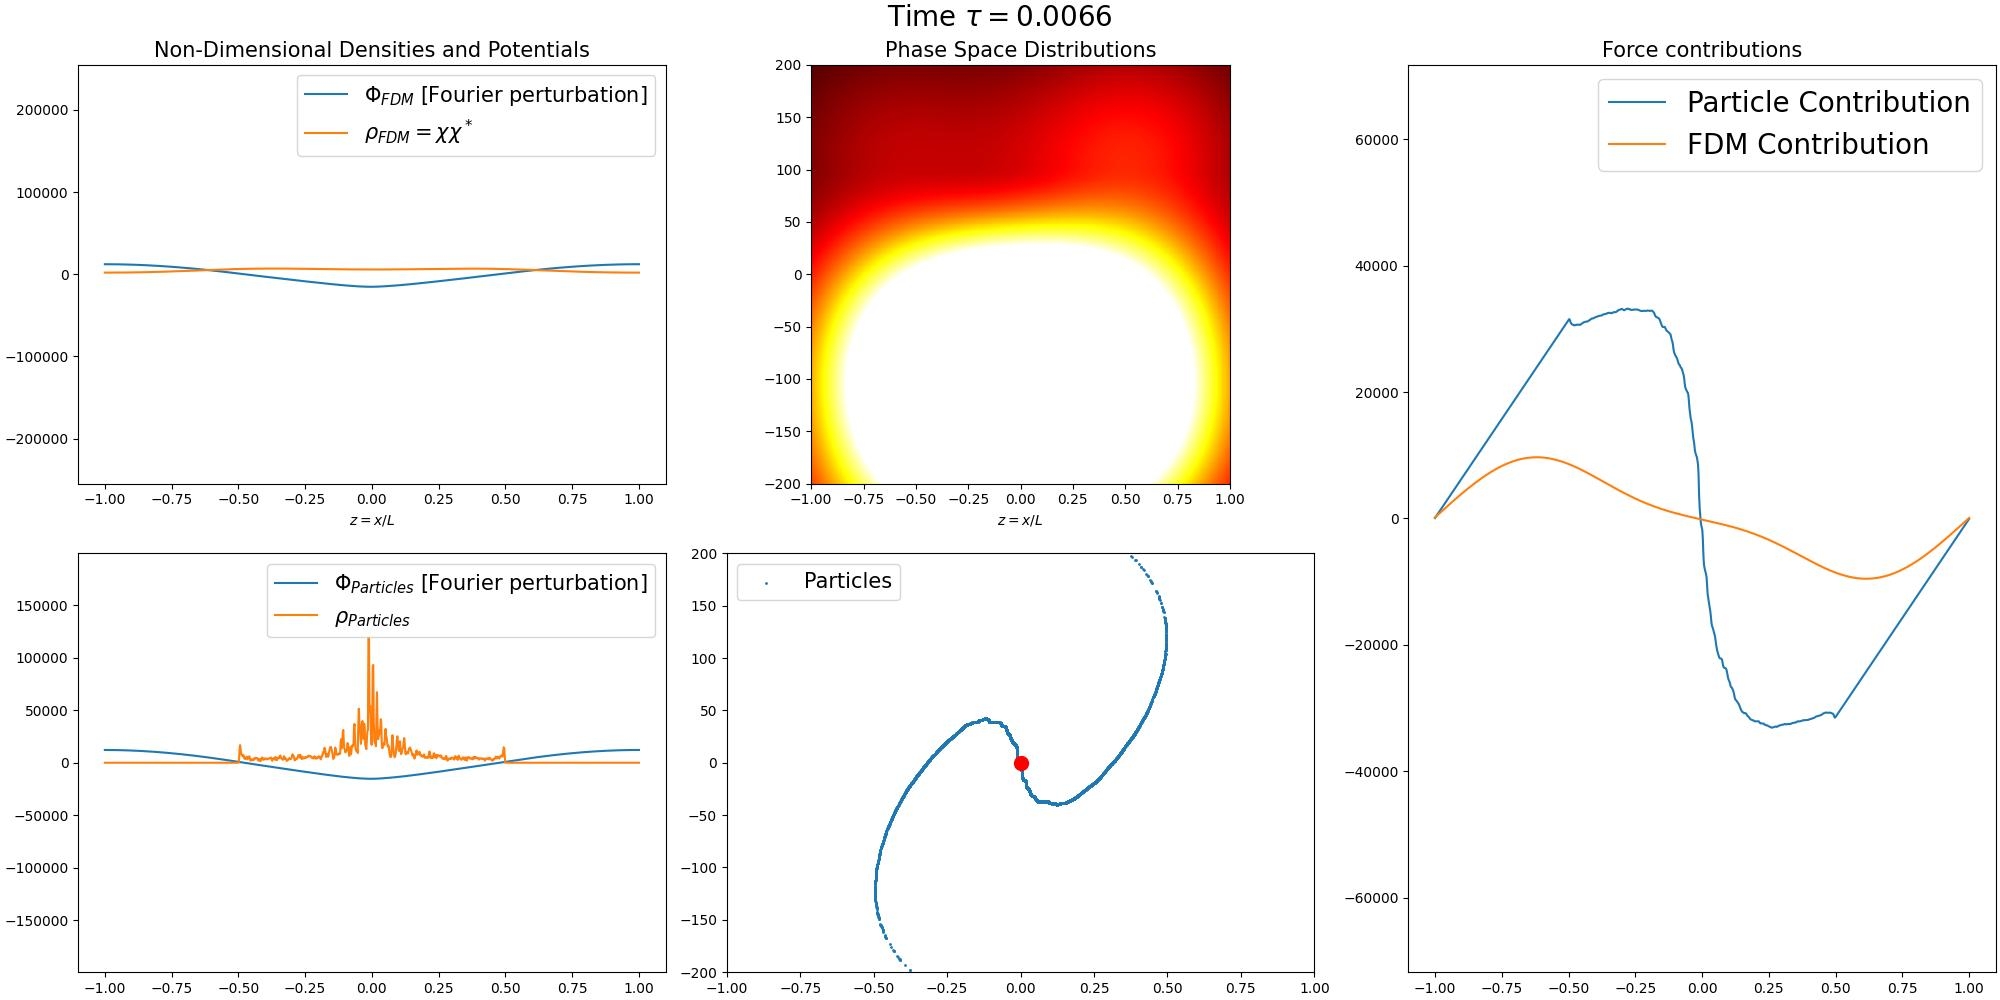 Time τ = 0.0066
Non-Dimensional Densities and Potentials
200000
100000
0
−100000
−200000
Φ_FDM [Fourier perturbation]
ρ_FDM = χχ*
−1.00 −0.75 −0.50 −0.25 0.00 0.25 0.50 0.75 1.00
z = x/L
Phase Space Distributions
200
150
100
50
0
−50
−100
−150
−200
−1.00 −0.75 −0.50 −0.25 0.00 0.25 0.50 0.75 1.00
z = x/L
Force contributions
Particle Contribution
FDM Contribution
60000
40000
20000
0
−20000
−40000
−60000
−1.00 −0.75 −0.50 −0.25 0.00 0.25 0.50 0.75 1.00
Φ_Particles [Fourier perturbation]
ρ_Particles
150000
100000
50000
0
−50000
−100000
−150000
−1.00 −0.75 −0.50 −0.25 0.00 0.25 0.50 0.75 1.00
Particles
200
150
100
50
0
−50
−100
−150
−200
−1.00 −0.75 −0.50 −0.25 0.00 0.25 0.50 0.75 1.00